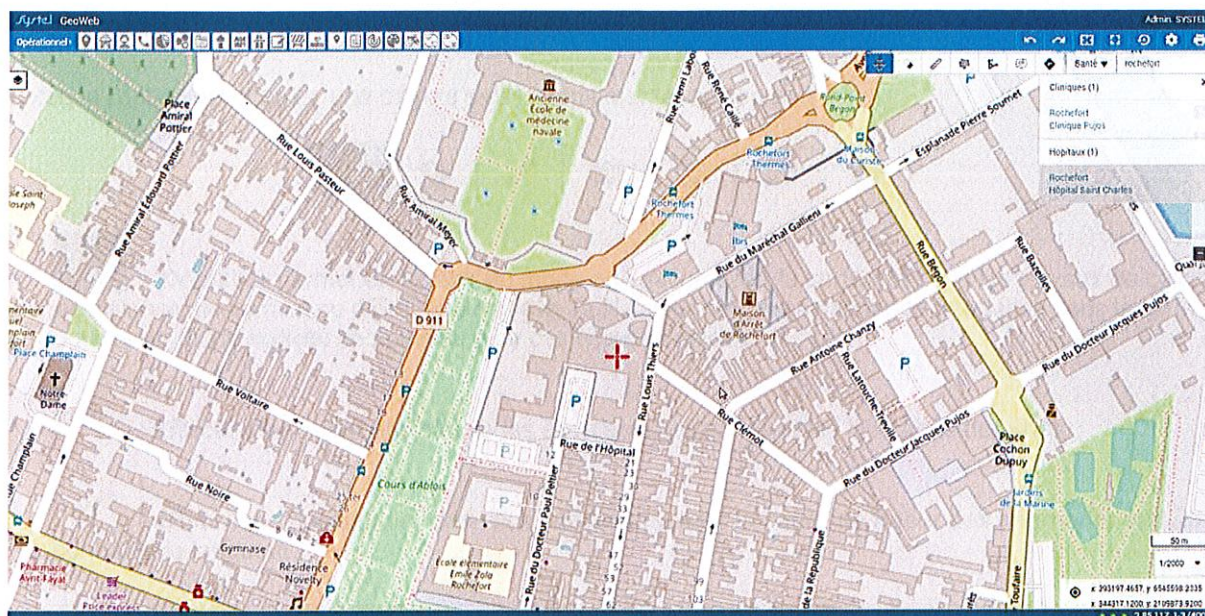 systel GeoWeb
Admin. SYSTEL
Opérationnel
Santé ▼
rochefort
Cliniques (1)
Rochefort
Clinique Pujos
Hopitaux (1)
Rochefort
Hôpital Saint Charles
Place
Amiral
Pottier
Ancienne
École de
médecine
navale
Rue Henri
Rue René Caillé
Rond-Point
Bégon
Rochefort
Thermes
Maison
du Curiste
Esplanade Pierre Soumet
Rue Louis Pasteur
Rue Amiral Édouard Pottier
Rue Amiral Meyer
P
P
Rochefort
Thermes
P
P
Ibis
Rue du Maréchal Gallieni
Rue Bégon
Rue Bazeilles
Joseph
D 911
Maison
d'Arrêt
de Rochefort
Rue Antoine Chanzy
Rue du Docteur Jacques Pujos
P
Place Champlain
Notre-
Dame
P
P
P
P
Rue Louis Thiers
Rue Latouche-Tréville
P
Rue Voltaire
Rue Clémot
Rue de l'Hôpital
P
Rue du Docteur Jacques Pujos
Place
Cochon
Dupuy
Champlain
Rue Noire
Cours d'Ablois
P
Rue du Docteur Paul Peltier
Jardins
de la Marine
Gymnase
Résidence
Novelty
École élémentaire
Emile Zola
Rochefort
de la République
Toufaire
Pharmacie
Leader
Price express
50 m
1/2000